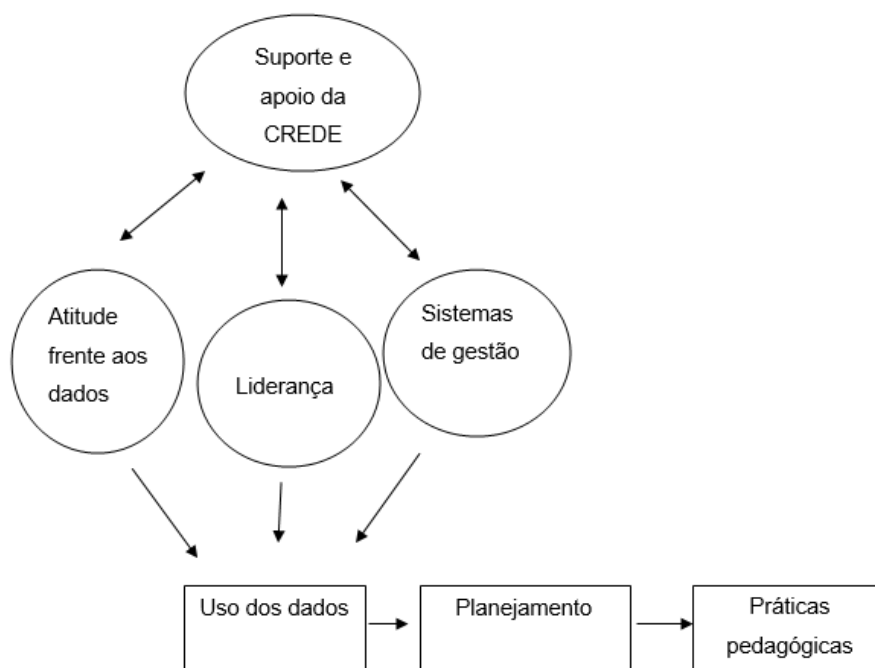 Suporte e
apoio da
CREDE
Atitude
frente aos
dados
Liderança
Sistemas
de gestão
Uso dos dados
Planejamento
Práticas
pedagógicas